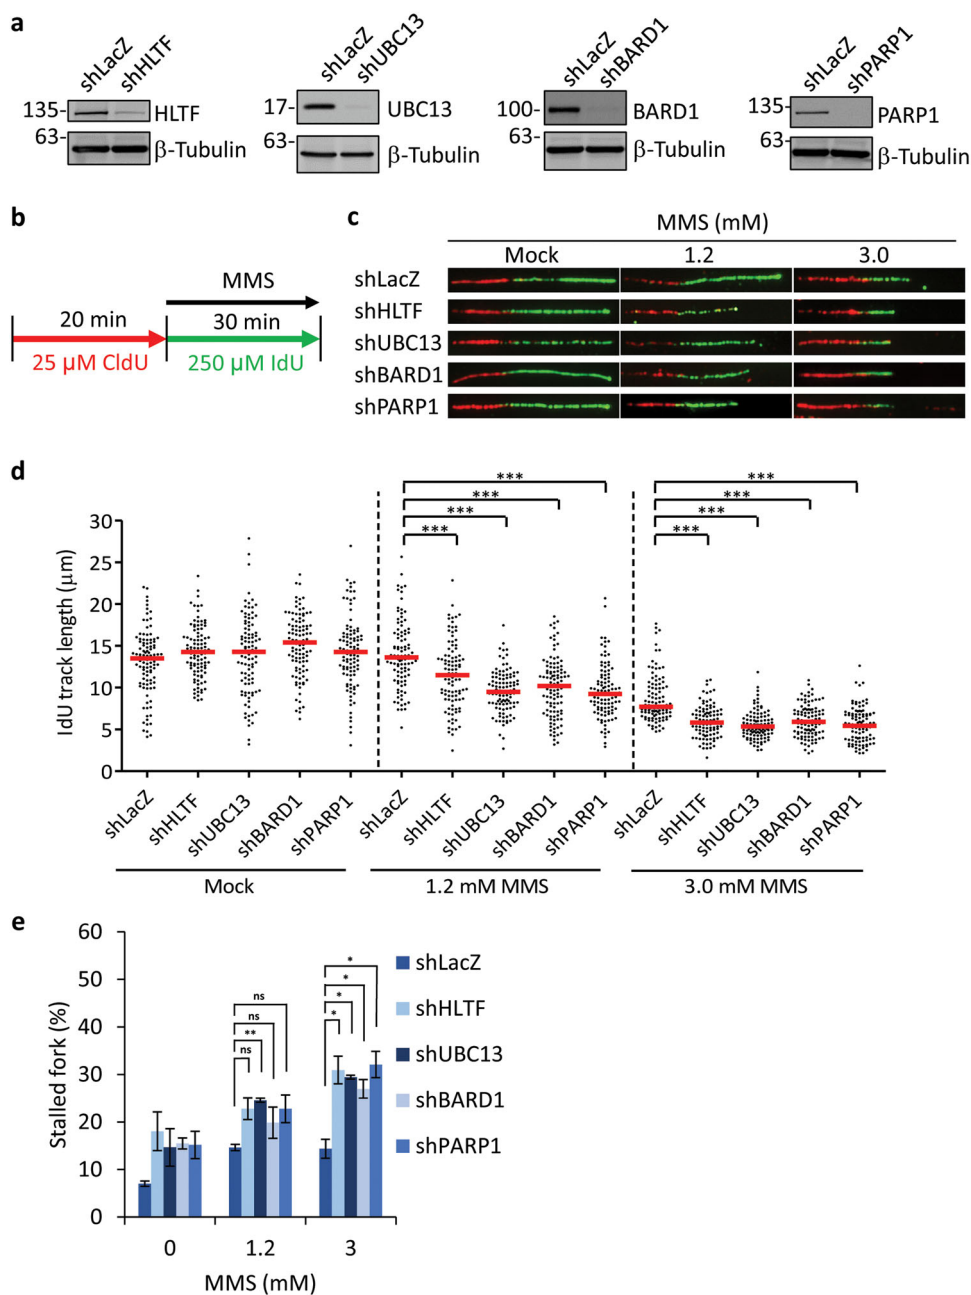 a
shLacZ shHLTF
135- HLTF
63- β-Tubulin
shLacZ shUBC13
17- UBC13
63- β-Tubulin
shLacZ shBARD1
100- BARD1
63- β-Tubulin
shLacZ shPARP1
135- PARP1
63- β-Tubulin
b
MMS
20 min 30 min
25 µM CldU 250 µM IdU
c
MMS (mM)
Mock 1.2 3.0
shLacZ
shHLTF
shUBC13
shBARD1
shPARP1
d
IdU track length (µm)
30
25
20
15
10
5
0
***
***
***
***
***
***
***
***
shLacZ shHLTF shUBC13 shBARD1 shPARP1 shLacZ shHLTF shUBC13 shBARD1 shPARP1 shLacZ shHLTF shUBC13 shBARD1 shPARP1
Mock 1.2 mM MMS 3.0 mM MMS
e
Stalled fork (%)
60
50
40
30
20
10
0
ns
ns
**
ns
*
*
*
*
shLacZ
shHLTF
shUBC13
shBARD1
shPARP1
0 1.2 3
MMS (mM)